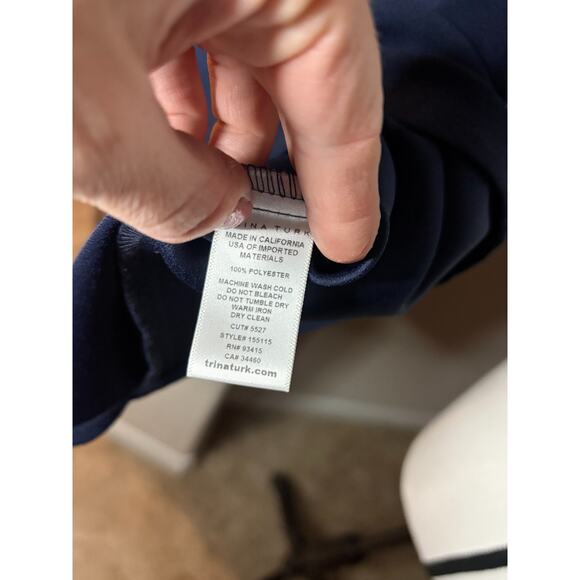 INA TURK
MADE IN CALIFORNIA
USA OF IMPORTED
MATERIALS
100% POLYESTER
MACHINE WASH COLD
DO NOT BLEACH
DO NOT TUMBLE DRY
WARM IRON
DRY CLEAN
CUT# 5527
STYLE# 155115
RN# 93415
CA# 34460
trinaturk.com